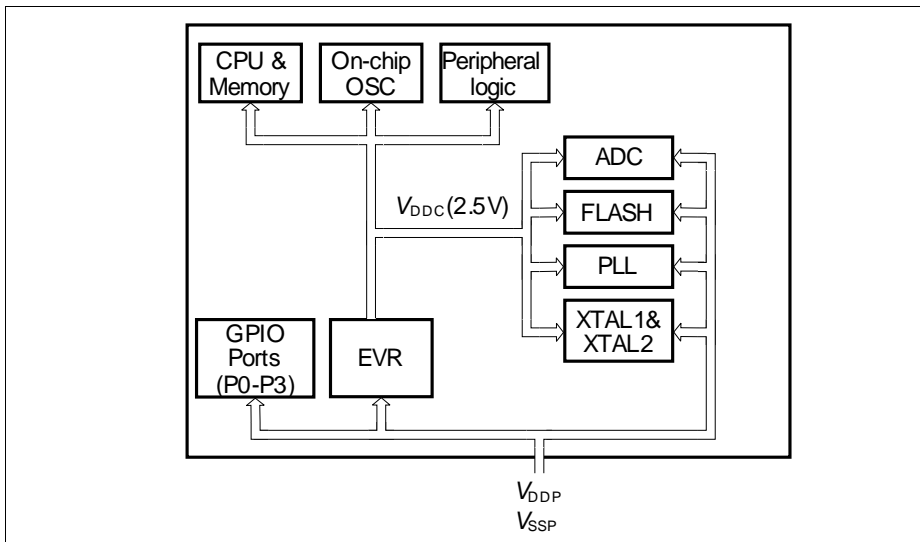 CPU &
Memory
On-chip
OSC
Peripheral
logic
ADC
VDDC (2.5V)
FLASH
PLL
GPIO
Ports
(P0-P3)
EVR
XTAL1&
XTAL2
VDDP
VSSP